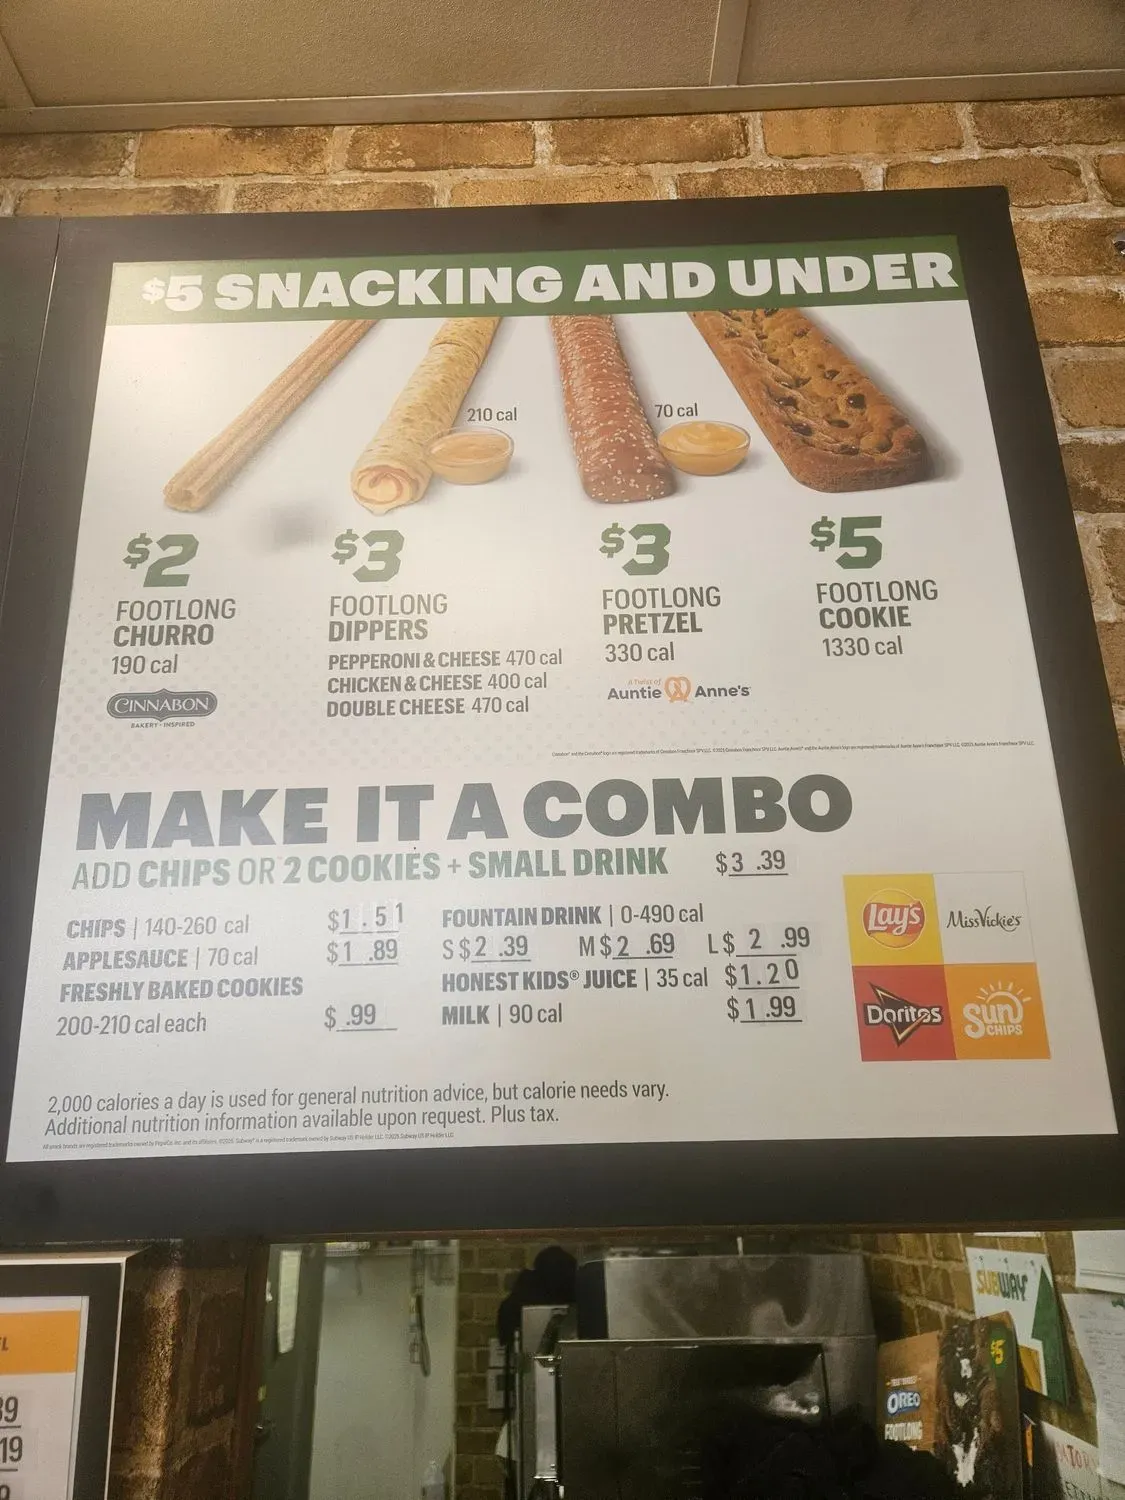 $5 SNACKING AND UNDER
210 cal
70 cal
$2
FOOTLONG
CHURRO
190 cal
CINNABON
BAKERY - INSPIRED
$3
FOOTLONG
DIPPERS
PEPPERONI & CHEESE 470 cal
CHICKEN & CHEESE 400 cal
DOUBLE CHEESE 470 cal
$3
FOOTLONG
PRETZEL
330 cal
A Twist of
Auntie Anne's
$5
FOOTLONG
COOKIE
1330 cal
MAKE IT A COMBO
ADD CHIPS OR 2 COOKIES + SMALL DRINK $3.39
CHIPS | 140-260 cal $1.51
APPLESAUCE | 70 cal $1.89
FRESHLY BAKED COOKIES
200-210 cal each $.99
FOUNTAIN DRINK | 0-490 cal
S $2.39 M $2.69 L $2.99
HONEST KIDS® JUICE | 35 cal $1.20
MILK | 90 cal $1.99
Lay's
MissVickie's
Doritos
Sun
CHIPS
2,000 calories a day is used for general nutrition advice, but calorie needs vary.
Additional nutrition information available upon request. Plus tax.
SUBWAY
$5
OREO
FOOTLONG
39
19